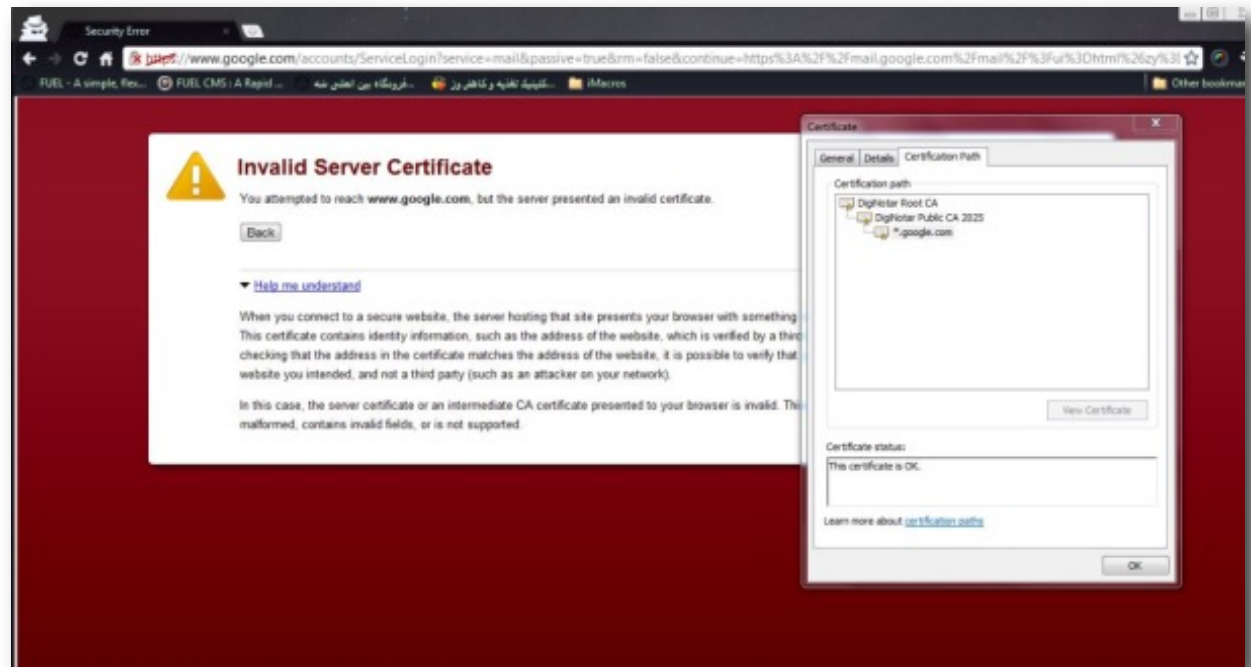 Security Error
https://www.google.com/accounts/ServiceLogin?service=mail&passive=true&rm=false&continue=https%3A%2F%2Fmail.google.com%2Fmail%2F%3Fui%3Dhtml%26zy%3
FUEL - A simple, flex... FUEL CMS : A Rapid ... فروشگاه بین المللی شه... کلینیک تغذیه و کاهش وز... iMacros Other bookmar
Invalid Server Certificate
You attempted to reach www.google.com, but the server presented an invalid certificate.
Back
Help me understand
When you connect to a secure website, the server hosting that site presents your browser with something
This certificate contains identity information, such as the address of the website, which is verified by a third
checking that the address in the certificate matches the address of the website, it is possible to verify that
website you intended, and not a third party (such as an attacker on your network).
In this case, the server certificate or an intermediate CA certificate presented to your browser is invalid. This
malformed, contains invalid fields, or is not supported.
Certificate
General Details Certification Path
Certification path
DigiNotar Root CA
DigiNotar Public CA 2025
*.google.com
View Certificate
Certificate status:
This certificate is OK.
Learn more about certification paths
OK